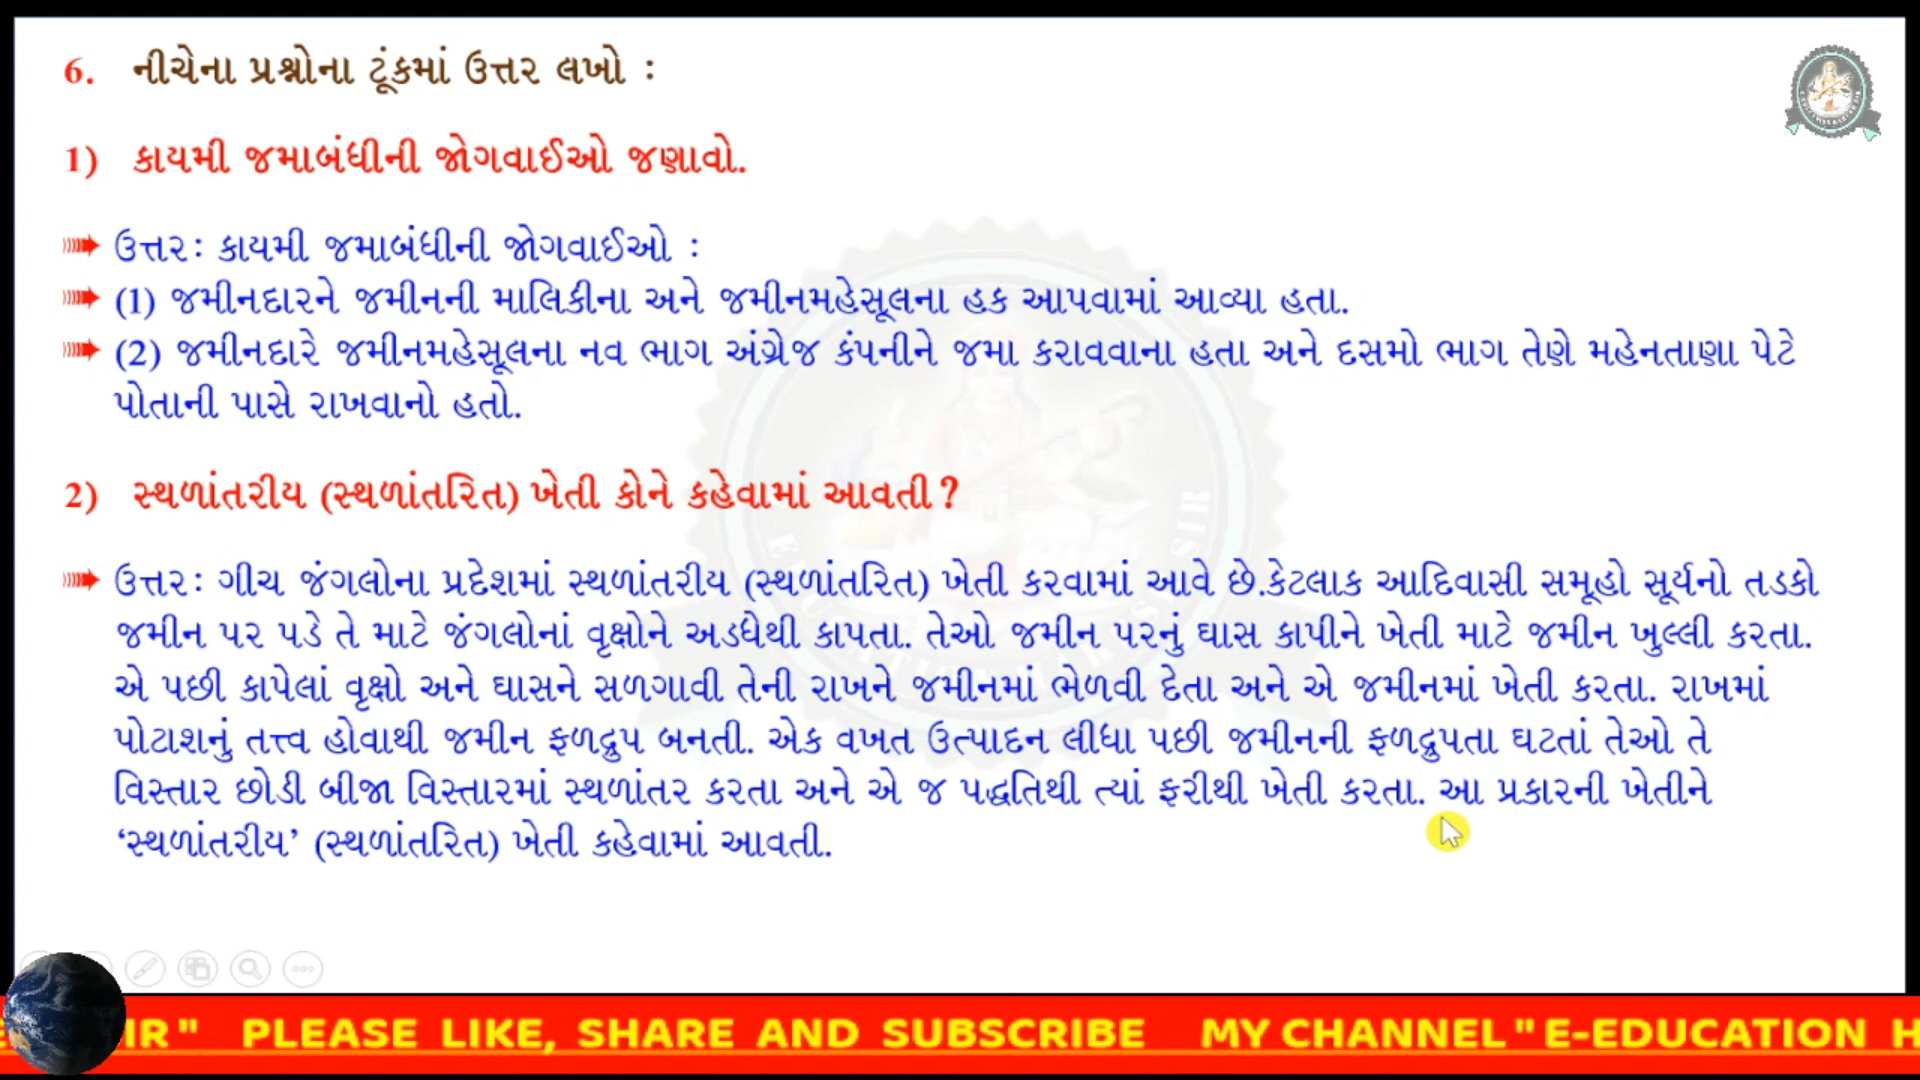 6. નીચેના પ્રશ્નોના ટૂંકમાં ઉત્તર લખો :
1) કાયમી જમાબંધીની જોગવાઈઓ જણાવો.
ઉત્તર: કાયમી જમાબંધીની જોગવાઈઓ :
(1) જમીનદારને જમીનની માલિકીના અને જમીનમહેસૂલના હક આપવામાં આવ્યા હતા.
(2) જમીનદારે જમીનમહેસૂલના નવ ભાગ અંગ્રેજ કંપનીને જમા કરાવવાના હતા અને દસમો ભાગ તેણે મહેનતાણા પેટે
પોતાની પાસે રાખવાનો હતો.
2) સ્થળાંતરીય (સ્થળાંતરિત) ખેતી કોને કહેવામાં આવતી?
ઉત્તર: ગીચ જંગલોના પ્રદેશમાં સ્થળાંતરીય (સ્થળાંતરિત) ખેતી કરવામાં આવે છે.કેટલાક આદિવાસી સમૂહો સૂર્યનો તડકો
જમીન પર પડે તે માટે જંગલોનાં વૃક્ષોને અડધેથી કાપતા. તેઓ જમીન પરનું ઘાસ કાપીને ખેતી માટે જમીન ખુલ્લી કરતા.
એ પછી કાપેલાં વૃક્ષો અને ઘાસને સળગાવી તેની રાખને જમીનમાં ભેળવી દેતા અને એ જમીનમાં ખેતી કરતા. રાખમાં
પોટાશનું તત્ત્વ હોવાથી જમીન ફળદ્રુપ બનતી. એક વખત ઉત્પાદન લીધા પછી જમીનની ફળદ્રુપતા ઘટતાં તેઓ તે
વિસ્તાર છોડી બીજા વિસ્તારમાં સ્થળાંતર કરતા અને એ જ પદ્ધતિથી ત્યાં ફરીથી ખેતી કરતા. આ પ્રકારની ખેતીને
‘સ્થળાંતરીય’ (સ્થળાંતરિત) ખેતી કહેવામાં આવતી.
IR" PLEASE LIKE, SHARE AND SUBSCRIBE MY CHANNEL "E-EDUCATION H